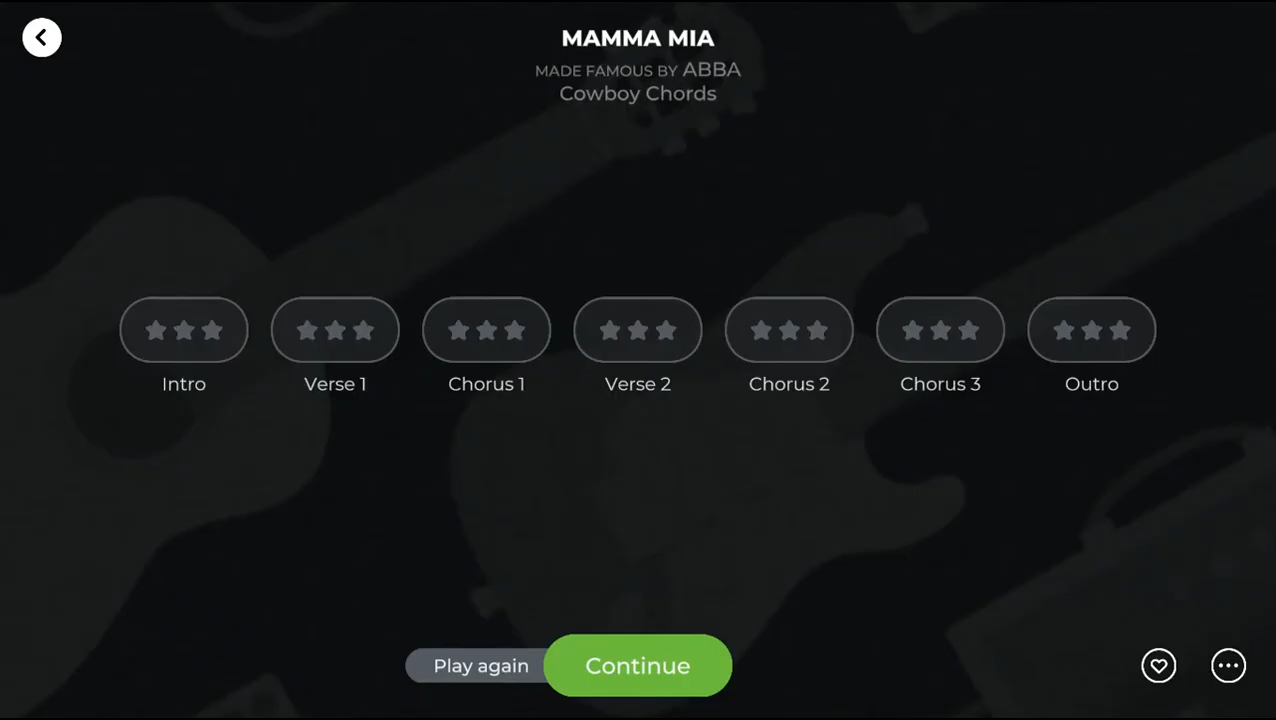 MAMMA MIA
MADE FAMOUS BY ABBA
Cowboy Chords
Intro
Verse 1
Chorus 1
Verse 2
Chorus 2
Chorus 3
Outro
Play again
Continue